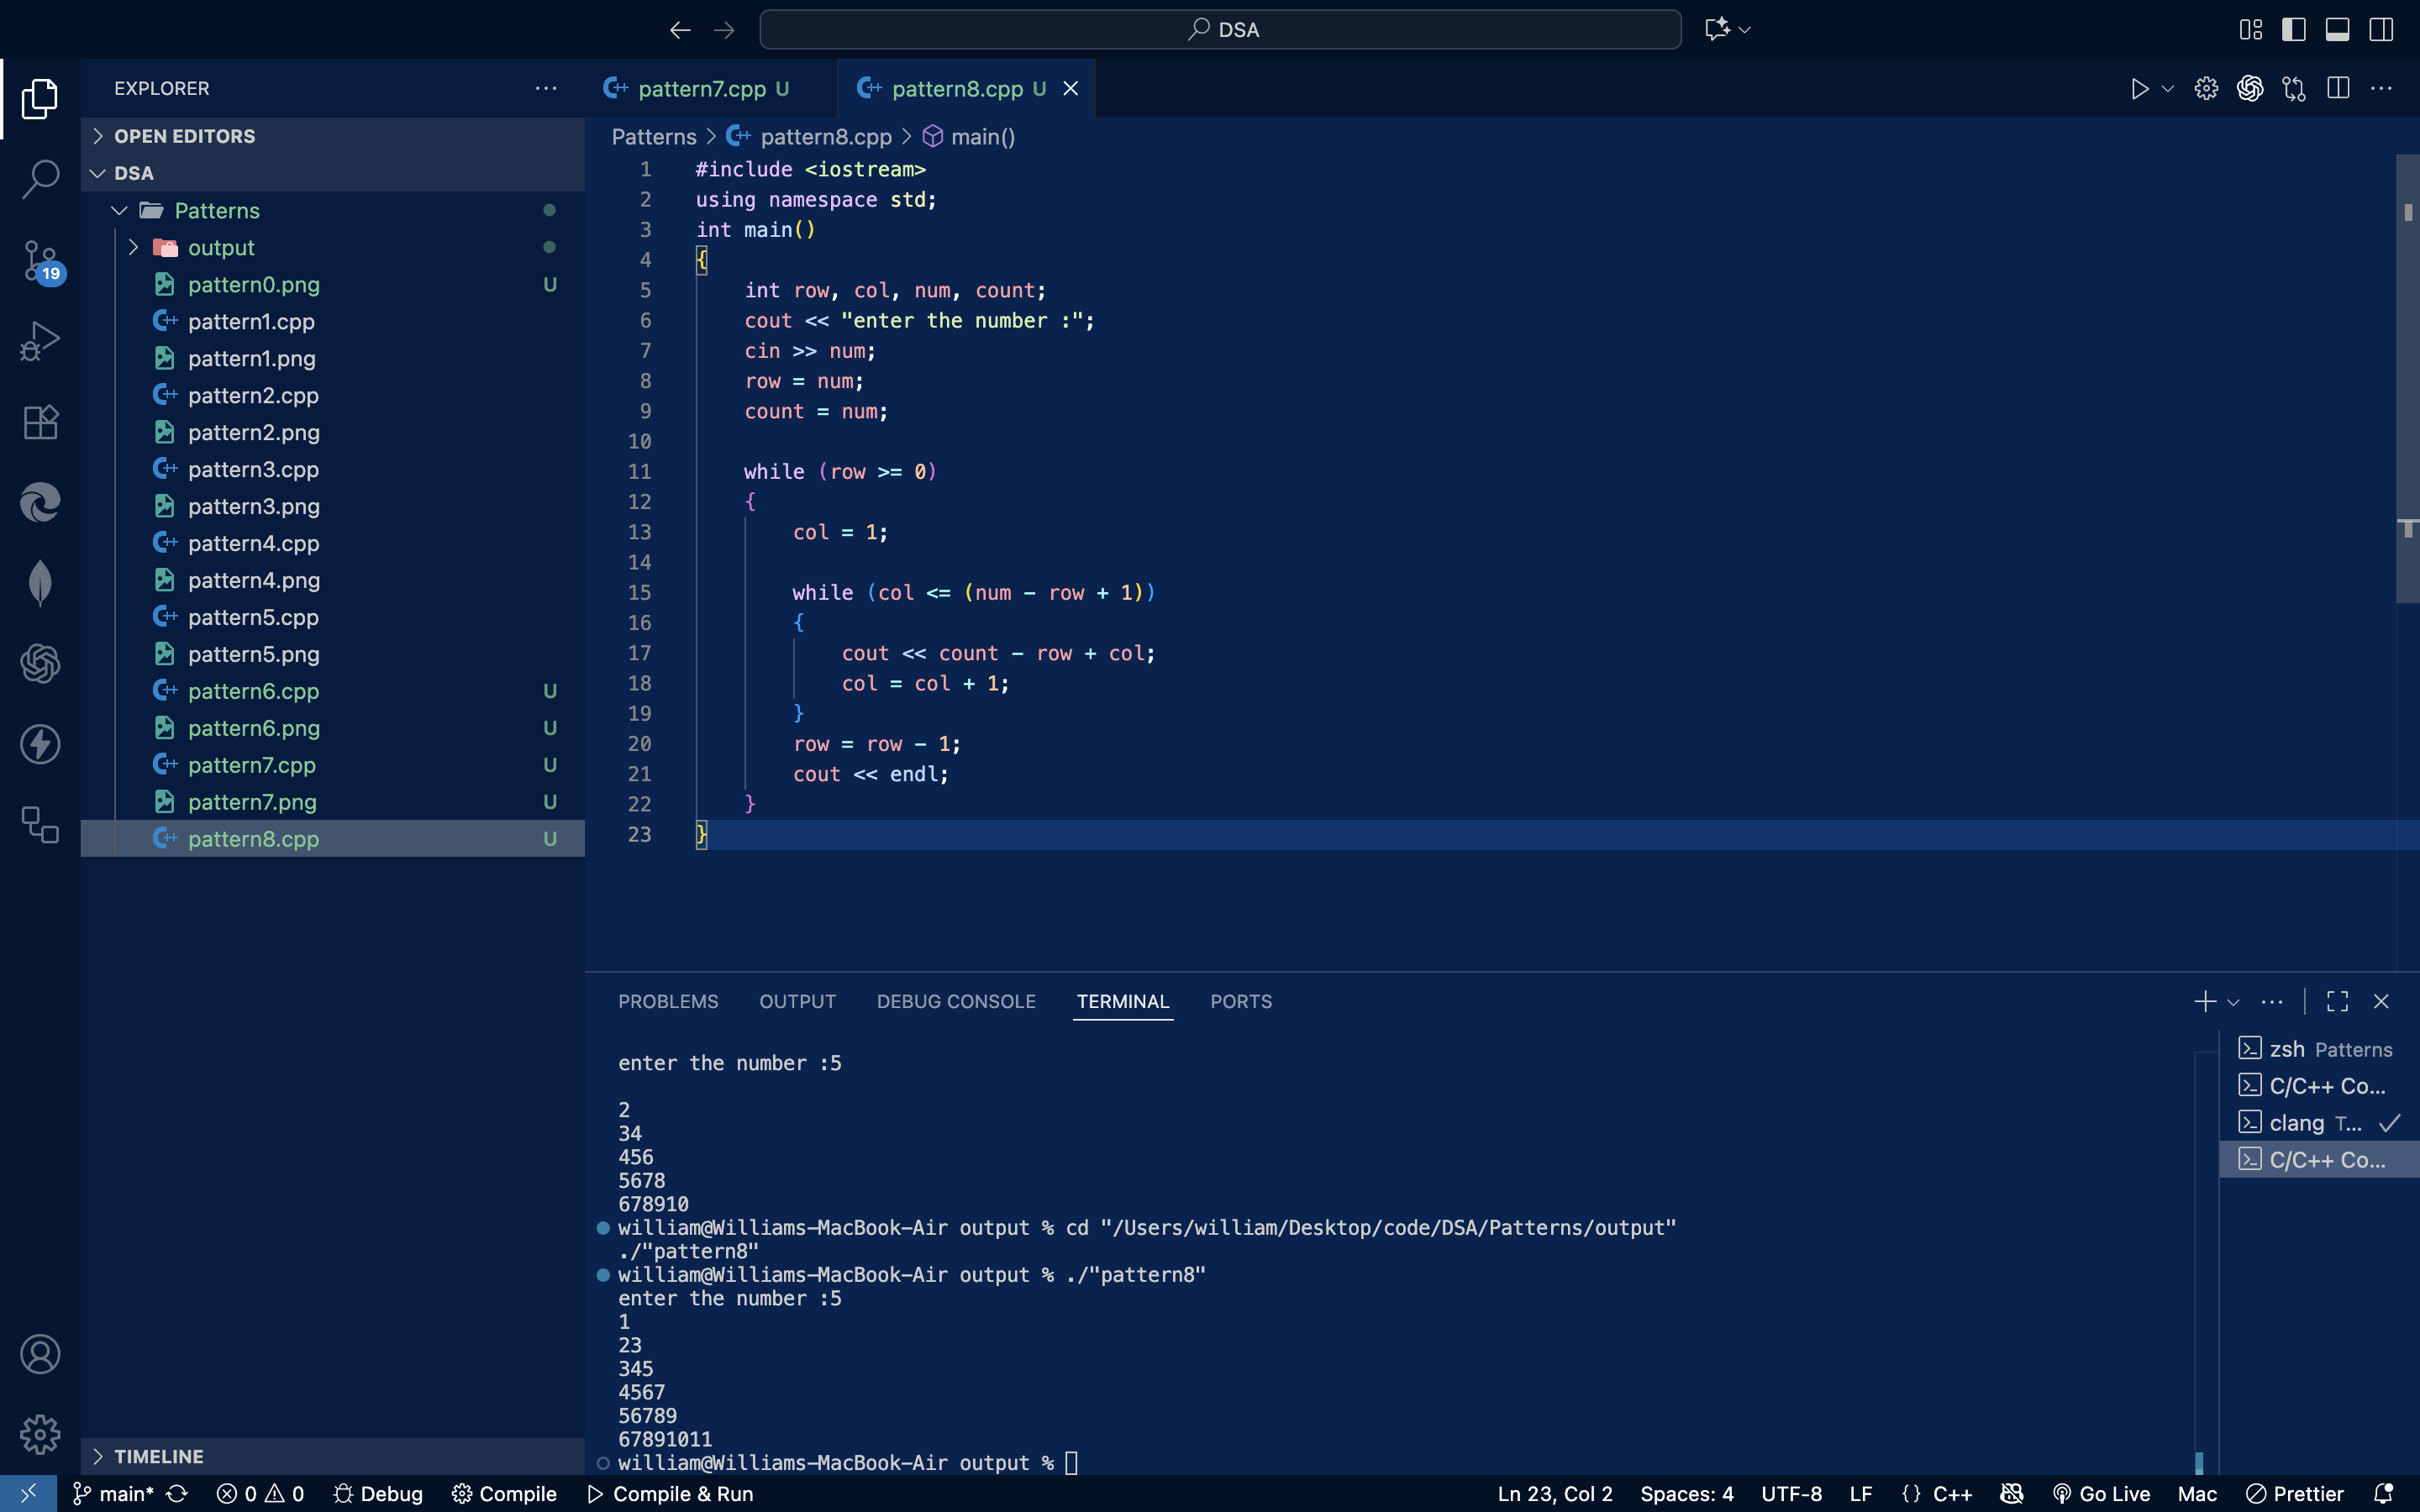 DSA
EXPLORER
pattern7.cpp U
pattern8.cpp U
OPEN EDITORS
DSA
Patterns
output
pattern0.png U
pattern1.cpp
pattern1.png
pattern2.cpp
pattern2.png
pattern3.cpp
pattern3.png
pattern4.cpp
pattern4.png
pattern5.cpp
pattern5.png
pattern6.cpp U
pattern6.png U
pattern7.cpp U
pattern7.png U
pattern8.cpp U
TIMELINE
19
Patterns > pattern8.cpp > main()
1 #include <iostream>
2 using namespace std;
3 int main()
4 {
5 int row, col, num, count;
6 cout << "enter the number :";
7 cin >> num;
8 row = num;
9 count = num;
10
11 while (row >= 0)
12 {
13 col = 1;
14
15 while (col <= (num - row + 1))
16 {
17 cout << count - row + col;
18 col = col + 1;
19 }
20 row = row - 1;
21 cout << endl;
22 }
23 }
PROBLEMS OUTPUT DEBUG CONSOLE TERMINAL PORTS
enter the number :5
2
34
456
5678
678910
william@Williams-MacBook-Air output % cd "/Users/william/Desktop/code/DSA/Patterns/output"
./"pattern8"
william@Williams-MacBook-Air output % ./"pattern8"
enter the number :5
1
23
345
4567
56789
67891011
william@Williams-MacBook-Air output %
zsh Patterns
C/C++ Co...
clang T...
C/C++ Co...
main* 0 0 Debug Compile Compile & Run Ln 23, Col 2 Spaces: 4 UTF-8 LF {} C++ Go Live Mac Prettier